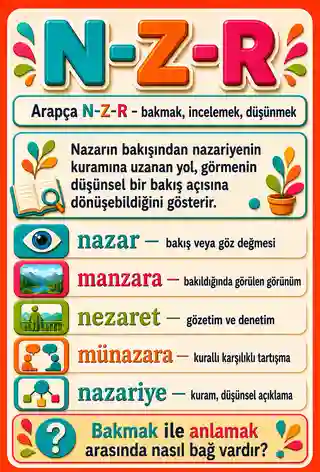 N-Z-R
Arapça N-Z-R - bakmak, incelemek, düşünmek
Nazarın bakışından nazariyenin
kuramına uzanan yol, görmenin
düşünsel bir bakış açısına
dönüşebildiğini gösterir.
nazar — bakış veya göz değmesi
manzara — bakıldığında görülen görünüm
nezaret — gözetim ve denetim
münazara — kurallı karşılıklı tartışma
nazariye — kuram, düşünsel açıklama
? Bakmak ile anlamak
arasında nasıl bağ vardır?